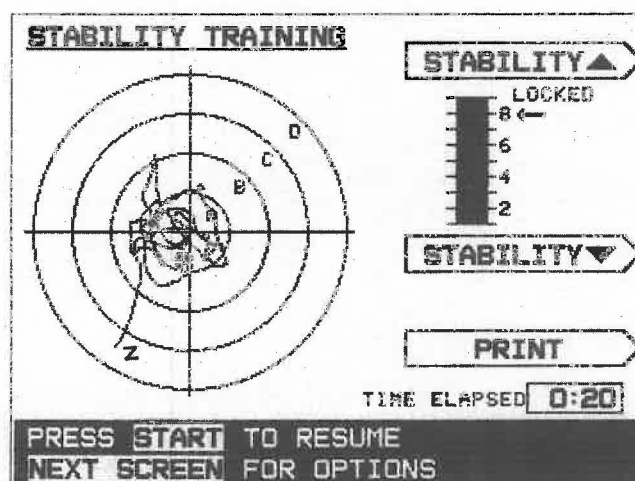 STABILITY TRAINING
STABILITY▲
LOCKED
8
6
4
2
D
C
B
A
N
STABILITY▼
PRINT
TIME ELAPSED 0:20
PRESS START TO RESUME
NEXT SCREEN FOR OPTIONS